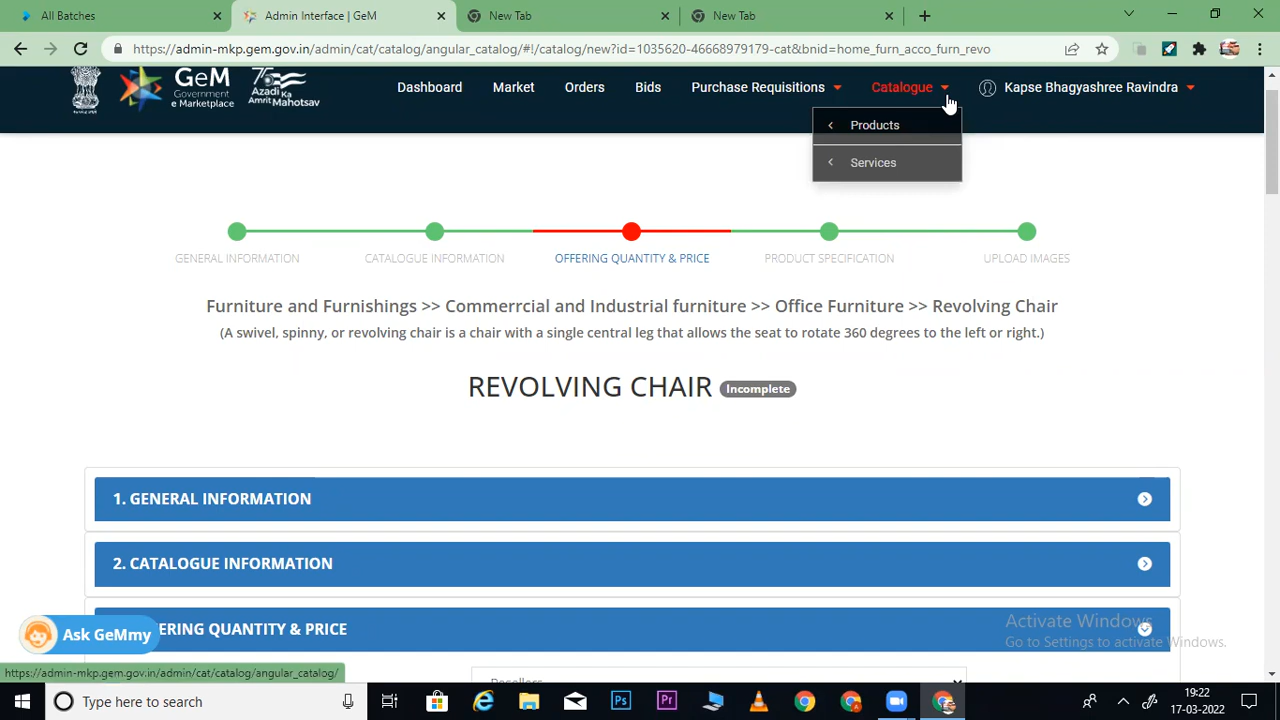 All Batches
Admin Interface | GeM
New Tab
New Tab
https://admin-mkp.gem.gov.in/admin/cat/catalog/angular_catalog/#!/catalog/new?id=1035620-46668979179-cat&bnid=home_furn_acco_furn_revo
GeM
Government
e Marketplace
75
Azadi Ka
Amrit Mahotsav
Dashboard
Market
Orders
Bids
Purchase Requisitions
Catalogue
Kapse Bhagyashree Ravindra
Products
Services
GENERAL INFORMATION
CATALOGUE INFORMATION
OFFERING QUANTITY & PRICE
PRODUCT SPECIFICATION
UPLOAD IMAGES
Furniture and Furnishings >> Commerrcial and Industrial furniture >> Office Furniture >> Revolving Chair
(A swivel, spinny, or revolving chair is a chair with a single central leg that allows the seat to rotate 360 degrees to the left or right.)
REVOLVING CHAIR Incomplete
1. GENERAL INFORMATION
2. CATALOGUE INFORMATION
ERING QUANTITY & PRICE
Ask GeMmy
Activate Windows
Go to Settings to activate Windows.
Resellers
https://admin-mkp.gem.gov.in/admin/cat/catalog/angular_catalog/
Type here to search
19:22
17-03-2022